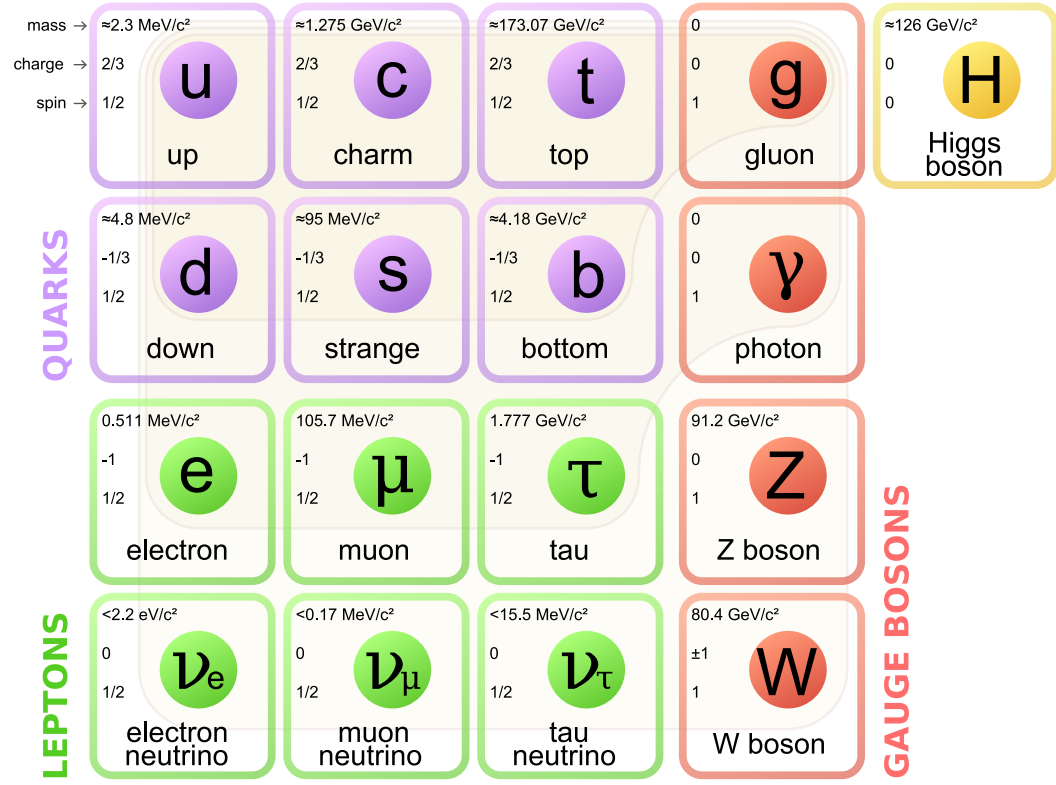 mass →
charge →
spin →
≈2.3 MeV/c²
2/3
1/2
u
up
≈1.275 GeV/c²
2/3
1/2
c
charm
≈173.07 GeV/c²
2/3
1/2
t
top
0
0
1
g
gluon
≈126 GeV/c²
0
0
H
Higgs
boson
QUARKS
≈4.8 MeV/c²
-1/3
1/2
d
down
≈95 MeV/c²
-1/3
1/2
s
strange
≈4.18 GeV/c²
-1/3
1/2
b
bottom
0
0
1
γ
photon
0.511 MeV/c²
-1
1/2
e
electron
105.7 MeV/c²
-1
1/2
μ
muon
1.777 GeV/c²
-1
1/2
τ
tau
91.2 GeV/c²
0
1
Z
Z boson
GAUGE BOSONS
LEPTONS
<2.2 eV/c²
0
1/2
νe
electron
neutrino
<0.17 MeV/c²
0
1/2
νμ
muon
neutrino
<15.5 MeV/c²
0
1/2
ντ
tau
neutrino
80.4 GeV/c²
±1
1
W
W boson